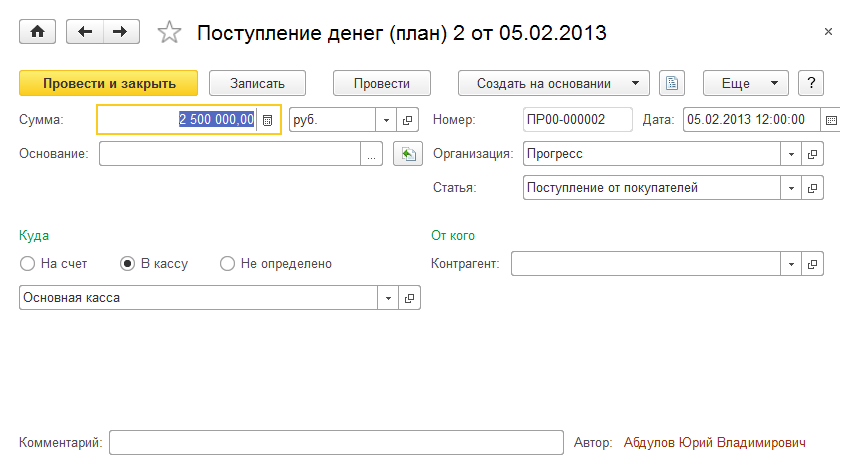 Поступление денег (план) 2 от 05.02.2013
Провести и закрыть Записать Провести Создать на основании Еще ?
Сумма: 2 500 000,00 руб. Номер: ПР00-000002 Дата: 05.02.2013 12:00:00
Основание: ... Организация: Прогресс
Статья: Поступление от покупателей
Куда От кого
На счет В кассу Не определено Контрагент:
Основная касса
Комментарий: Автор: Абдулов Юрий Владимирович